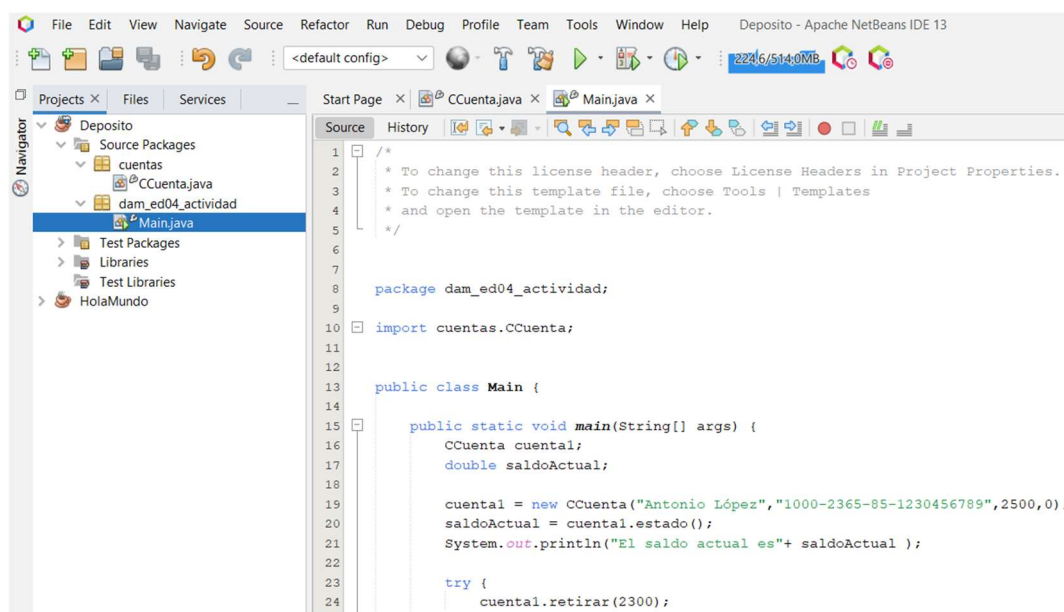 File Edit View Navigate Source Refactor Run Debug Profile Team Tools Window Help Deposito - Apache NetBeans IDE 13
<default config> 224,6/514,0MB
Projects Files Services
Start Page CCuenta.java Main.java
Navigator
Source History
Deposito
Source Packages
cuentas
CCuenta.java
dam_ed04_actividad
Main.java
Test Packages
Libraries
Test Libraries
HolaMundo
1 /*
2 * To change this license header, choose License Headers in Project Properties.
3 * To change this template file, choose Tools | Templates
4 * and open the template in the editor.
5 */
6
7
8 package dam_ed04_actividad;
9
10 import cuentas.CCuenta;
11
12
13 public class Main {
14
15 public static void main(String[] args) {
16 CCuenta cuenta1;
17 double saldoActual;
18
19 cuenta1 = new CCuenta("Antonio López","1000-2365-85-1230456789",2500,0)
20 saldoActual = cuenta1.estado();
21 System.out.println("El saldo actual es"+ saldoActual );
22
23 try {
24 cuenta1.retirar(2300);